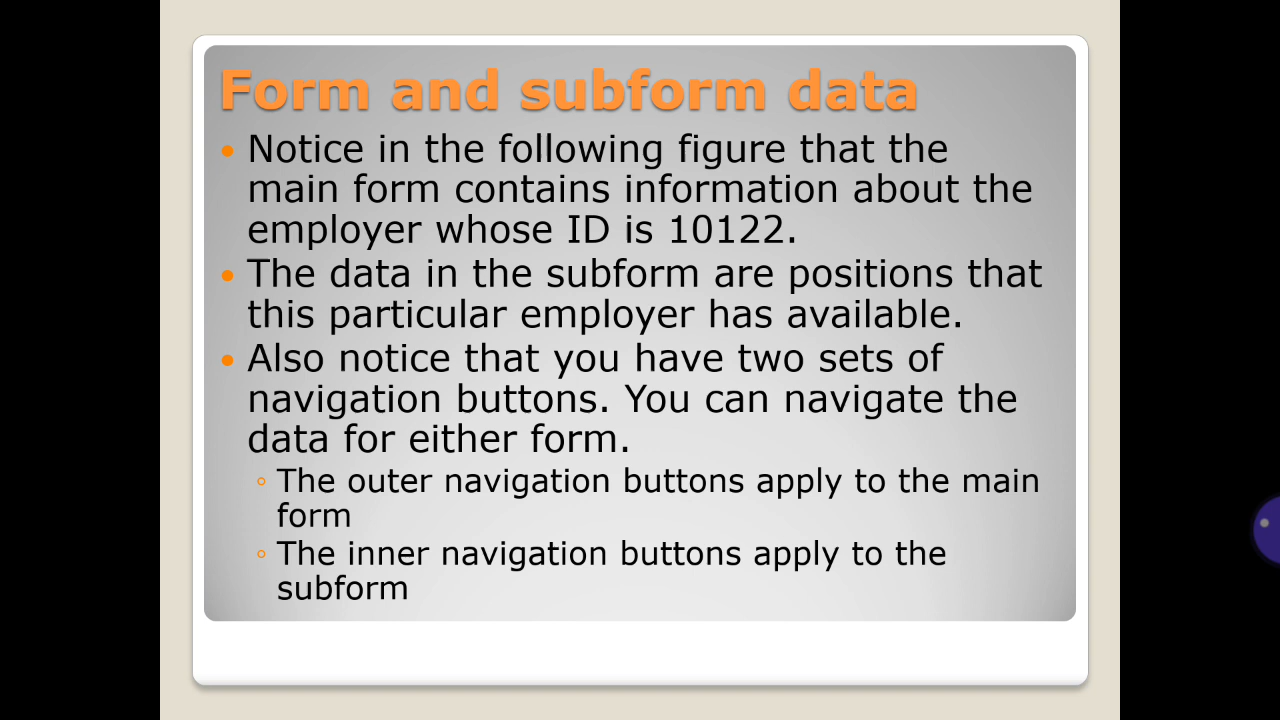 Form and subform data
• Notice in the following figure that the
main form contains information about the
employer whose ID is 10122.
• The data in the subform are positions that
this particular employer has available.
• Also notice that you have two sets of
navigation buttons. You can navigate the
data for either form.
◦ The outer navigation buttons apply to the main
form
◦ The inner navigation buttons apply to the
subform